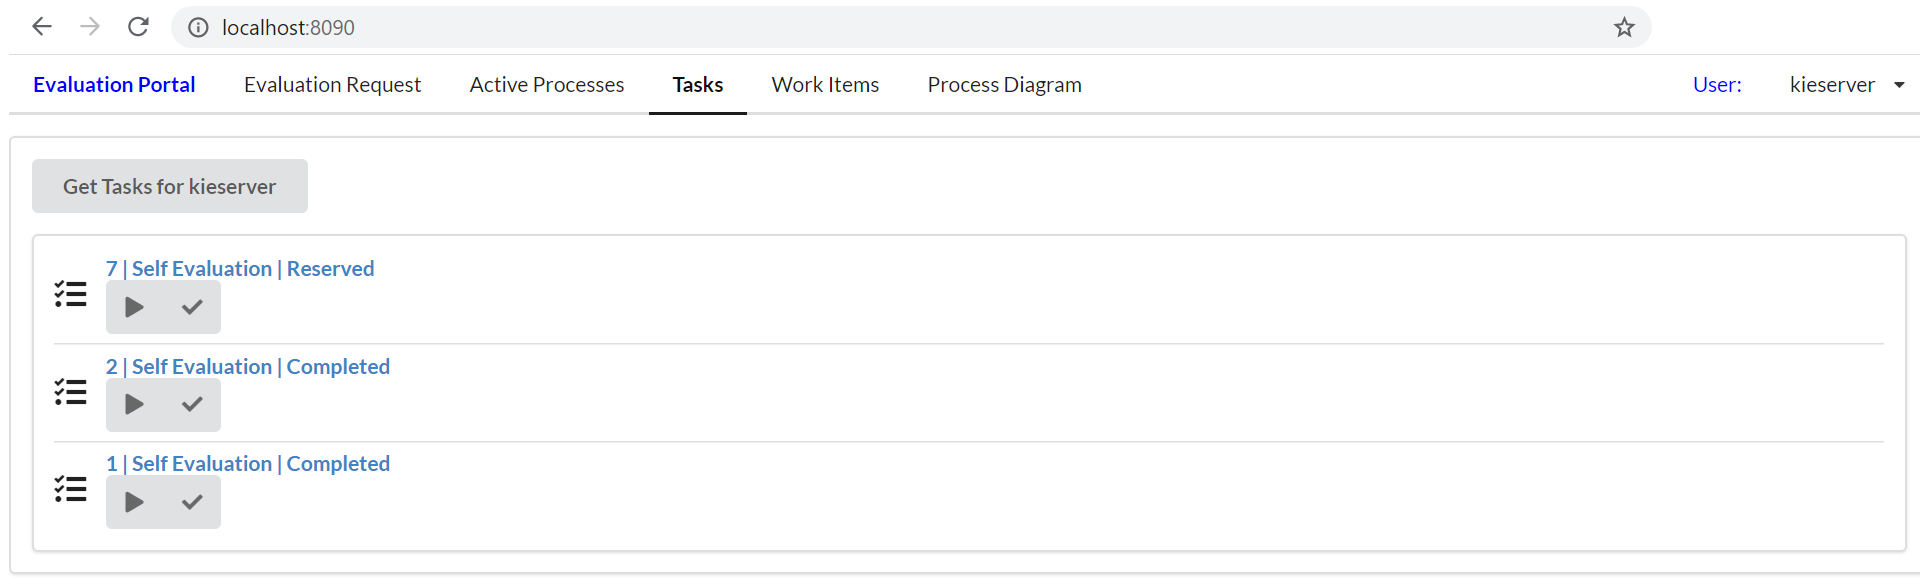 localhost:8090
Evaluation Portal Evaluation Request Active Processes Tasks Work Items Process Diagram User: kieserver
Get Tasks for kieserver
7 | Self Evaluation | Reserved
2 | Self Evaluation | Completed
1 | Self Evaluation | Completed